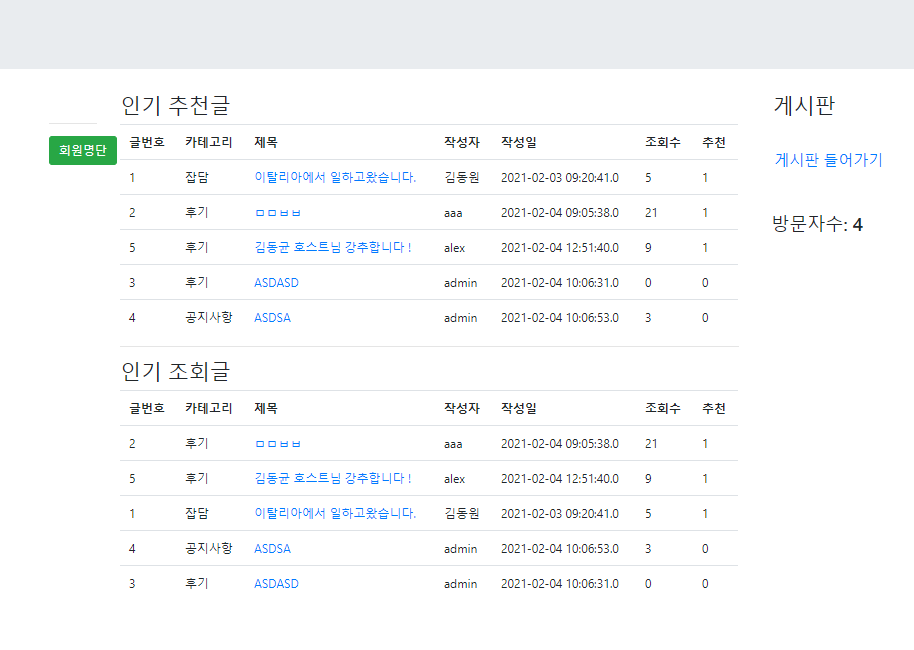 회원명단
인기 추천글
글번호 카테고리 제목 작성자 작성일 조회수 추천
1 잡담 이탈리아에서 일하고왔습니다. 김동원 2021-02-03 09:20:41.0 5 1
2 후기 ㅁㅁㅂㅂ aaa 2021-02-04 09:05:38.0 21 1
5 후기 김동균 호스트님 강추합니다 ! alex 2021-02-04 12:51:40.0 9 1
3 후기 ASDASD admin 2021-02-04 10:06:31.0 0 0
4 공지사항 ASDSA admin 2021-02-04 10:06:53.0 3 0
인기 조회글
글번호 카테고리 제목 작성자 작성일 조회수 추천
2 후기 ㅁㅁㅂㅂ aaa 2021-02-04 09:05:38.0 21 1
5 후기 김동균 호스트님 강추합니다 ! alex 2021-02-04 12:51:40.0 9 1
1 잡담 이탈리아에서 일하고왔습니다. 김동원 2021-02-03 09:20:41.0 5 1
4 공지사항 ASDSA admin 2021-02-04 10:06:53.0 3 0
3 후기 ASDASD admin 2021-02-04 10:06:31.0 0 0
게시판
게시판 들어가기
방문자수: 4